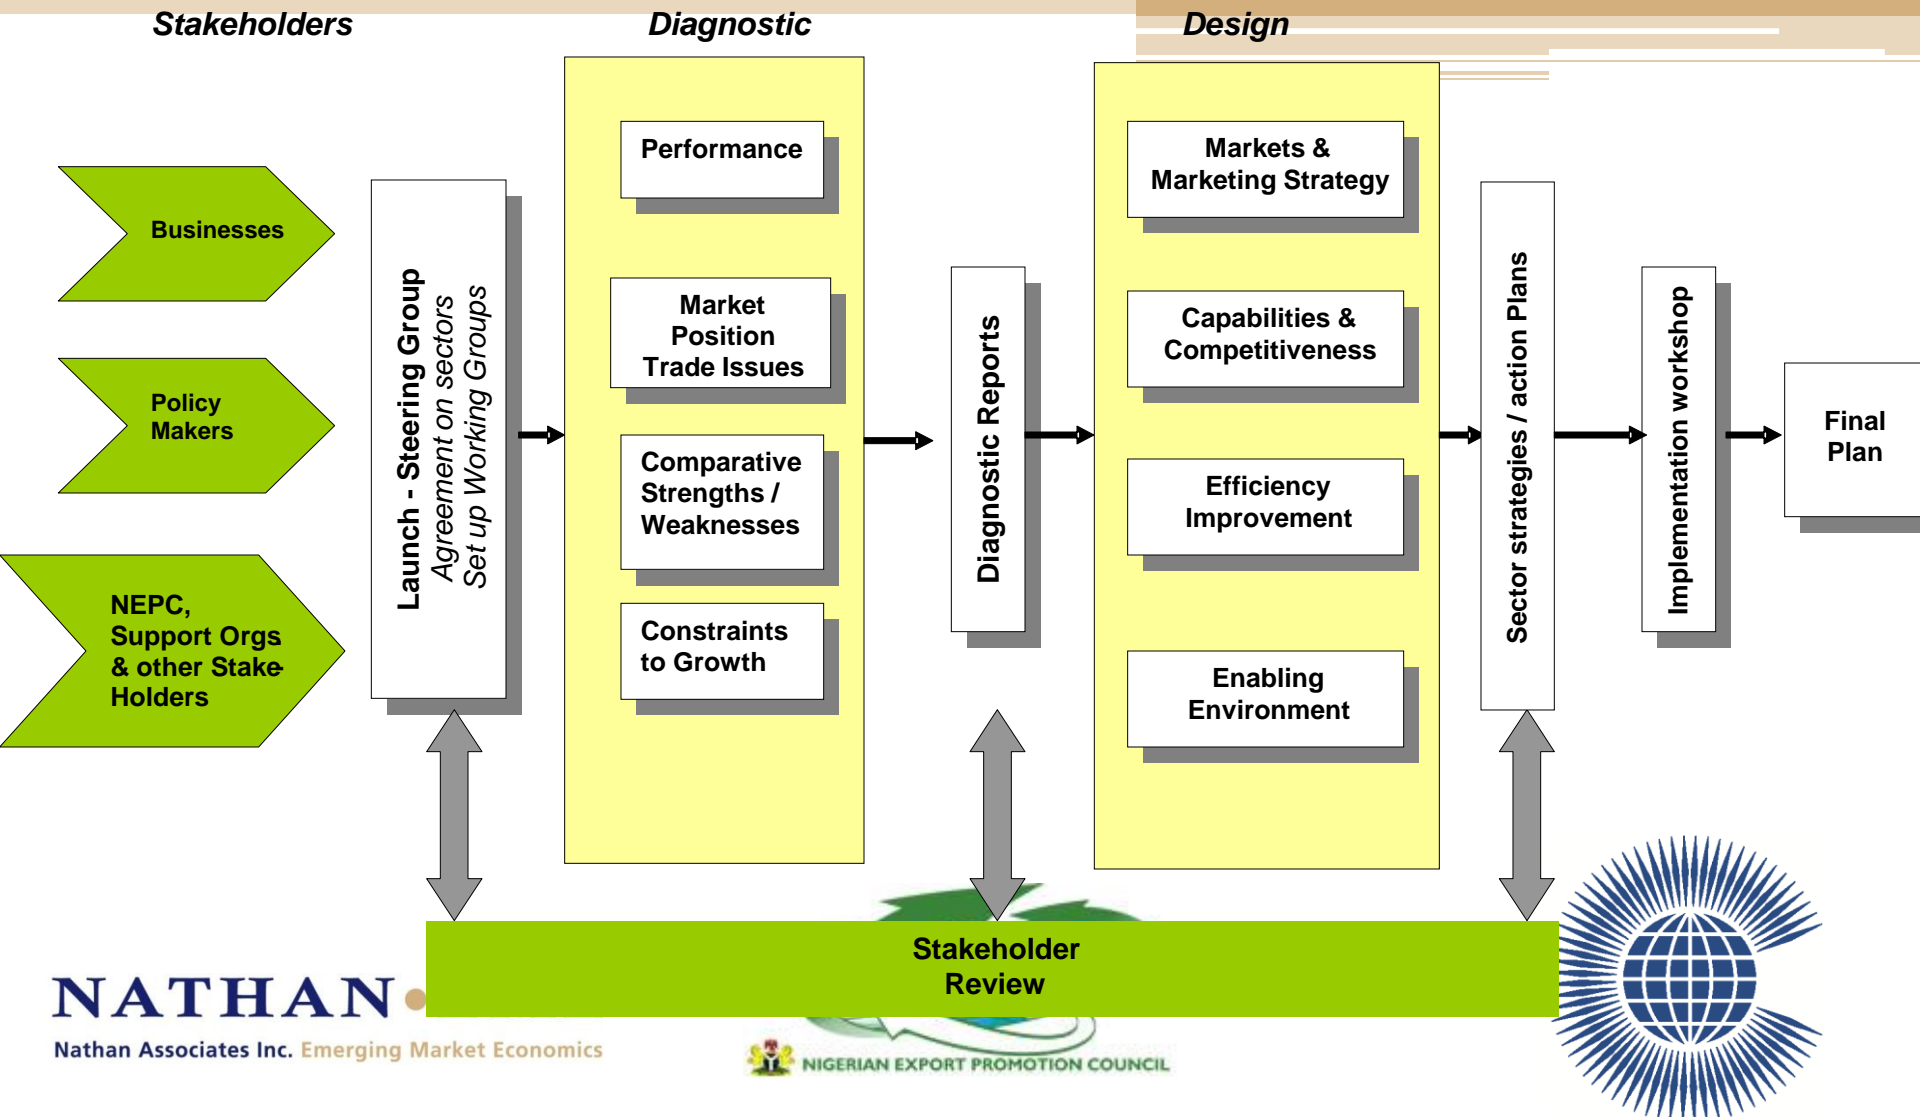 Stakeholders
Diagnostic
Design
Businesses
Policy
Makers
NEPC,
Support Orgs
& other Stake-
Holders
Launch - Steering Group
Agreement on sectors
Set up Working Groups
Performance
Market
Position
Trade Issues
Comparative
Strengths /
Weaknesses
Constraints
to Growth
Diagnostic Reports
Markets &
Marketing Strategy
Capabilities &
Competitiveness
Efficiency
Improvement
Enabling
Environment
Sector strategies / action Plans
Implementation workshop
Final
Plan
Stakeholder
Review
NATHAN
Nathan Associates Inc. Emerging Market Economics
NIGERIAN EXPORT PROMOTION COUNCIL